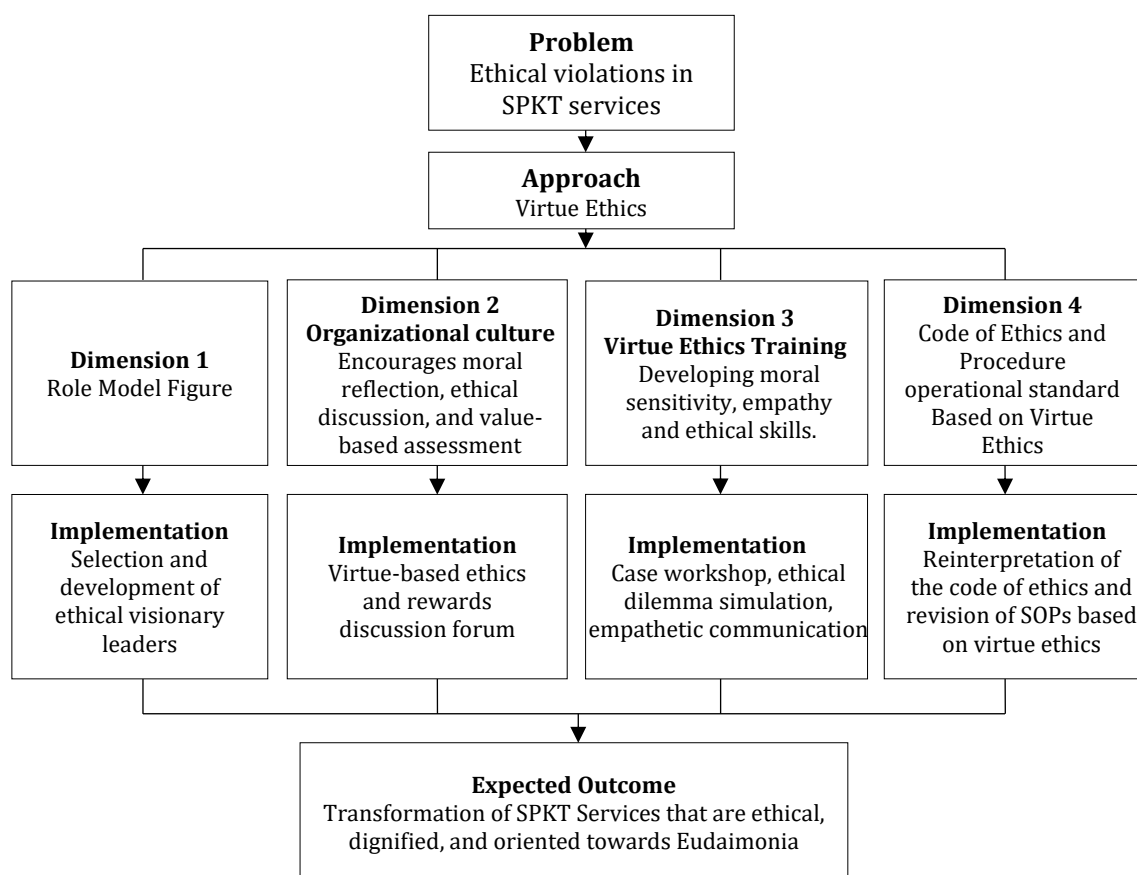 Problem
Ethical violations in
SPKT services
Approach
Virtue Ethics
Dimension 1
Role Model Figure
Dimension 2
Organizational culture
Encourages moral
reflection, ethical
discussion, and value-
based assessment
Dimension 3
Virtue Ethics Training
Developing moral
sensitivity, empathy
and ethical skills.
Dimension 4
Code of Ethics and
Procedure
operational standard
Based on Virtue
Ethics
Implementation
Selection and
development of
ethical visionary
leaders
Implementation
Virtue-based ethics
and rewards
discussion forum
Implementation
Case workshop, ethical
dilemma simulation,
empathetic communication
Implementation
Reinterpretation of
the code of ethics and
revision of SOPs based
on virtue ethics
Expected Outcome
Transformation of SPKT Services that are ethical,
dignified, and oriented towards Eudaimonia